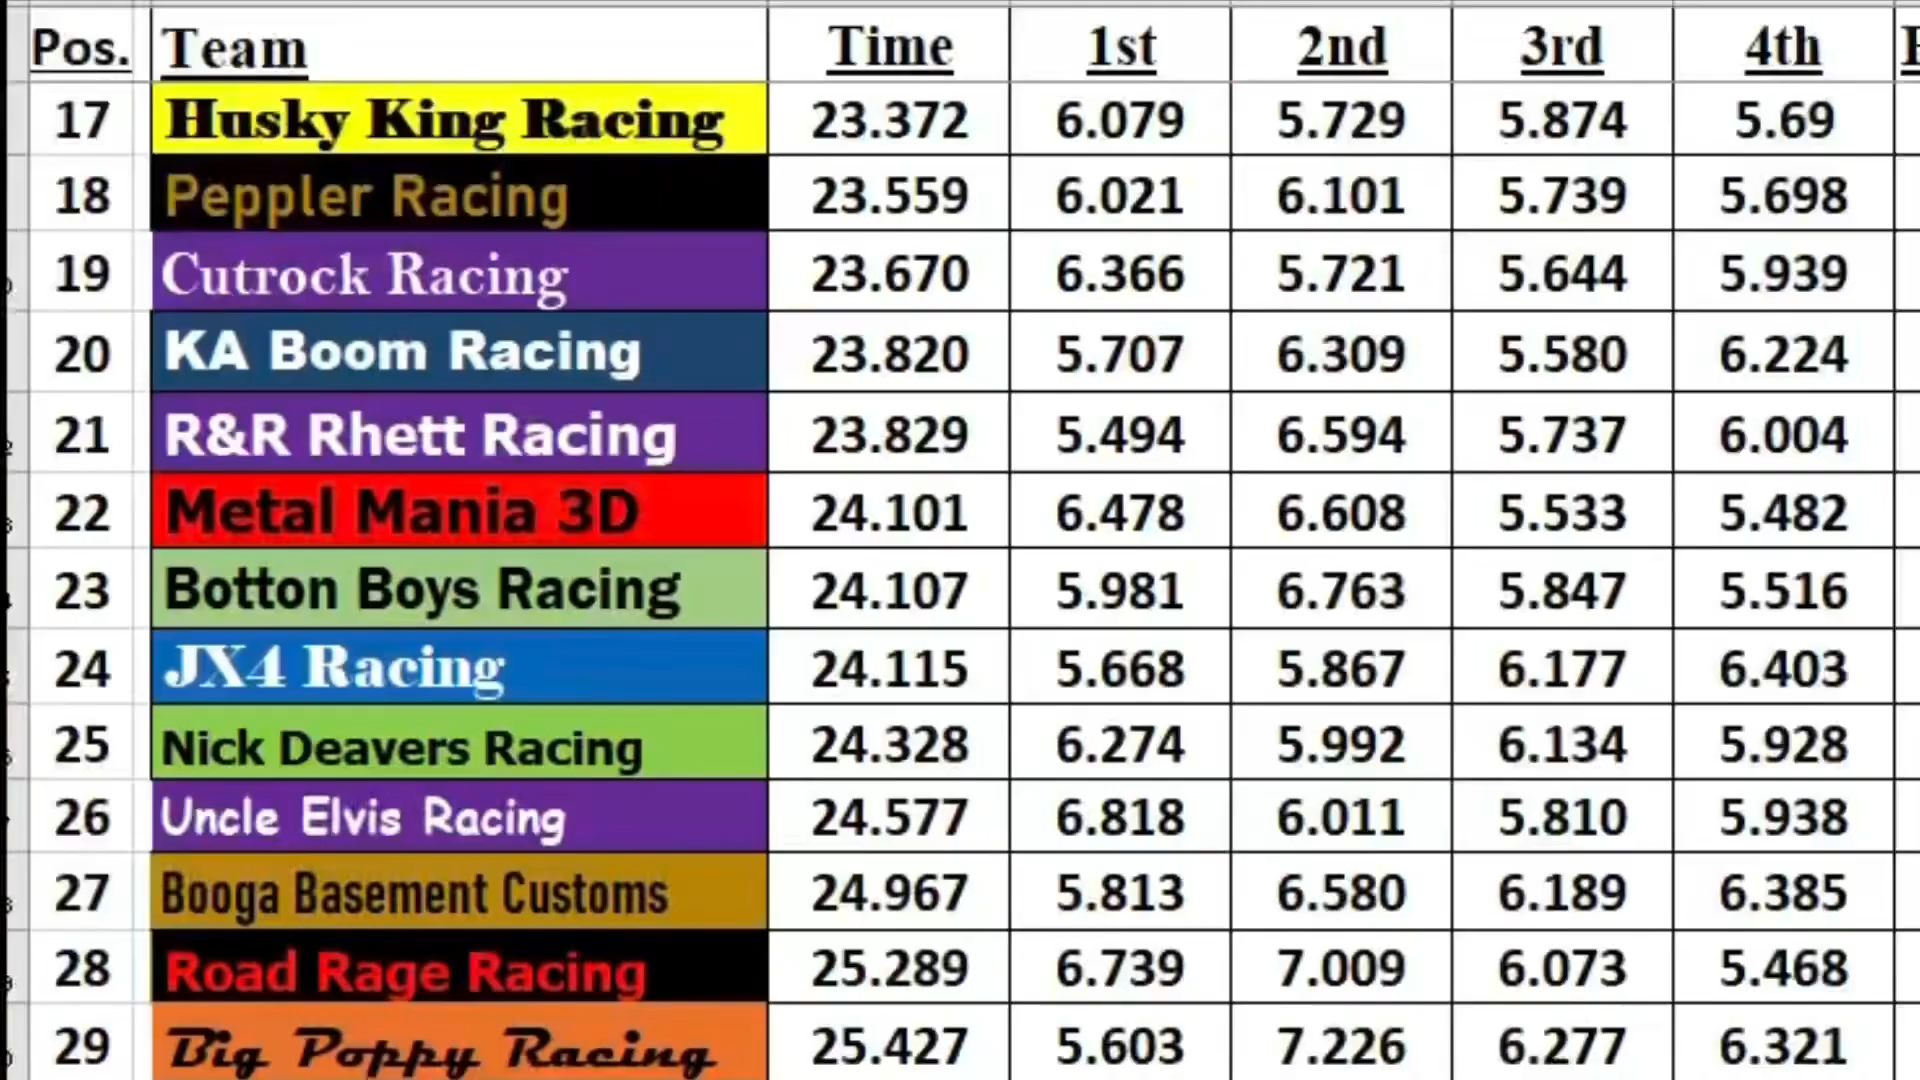 Pos. Team Time 1st 2nd 3rd 4th
17 Husky King Racing 23.372 6.079 5.729 5.874 5.69
18 Peppler Racing 23.559 6.021 6.101 5.739 5.698
19 Cutrock Racing 23.670 6.366 5.721 5.644 5.939
20 KA Boom Racing 23.820 5.707 6.309 5.580 6.224
21 R&R Rhett Racing 23.829 5.494 6.594 5.737 6.004
22 Metal Mania 3D 24.101 6.478 6.608 5.533 5.482
23 Botton Boys Racing 24.107 5.981 6.763 5.847 5.516
24 JX4 Racing 24.115 5.668 5.867 6.177 6.403
25 Nick Deavers Racing 24.328 6.274 5.992 6.134 5.928
26 Uncle Elvis Racing 24.577 6.818 6.011 5.810 5.938
27 Booga Basement Customs 24.967 5.813 6.580 6.189 6.385
28 Road Rage Racing 25.289 6.739 7.009 6.073 5.468
29 Big Poppy Racing 25.427 5.603 7.226 6.277 6.321